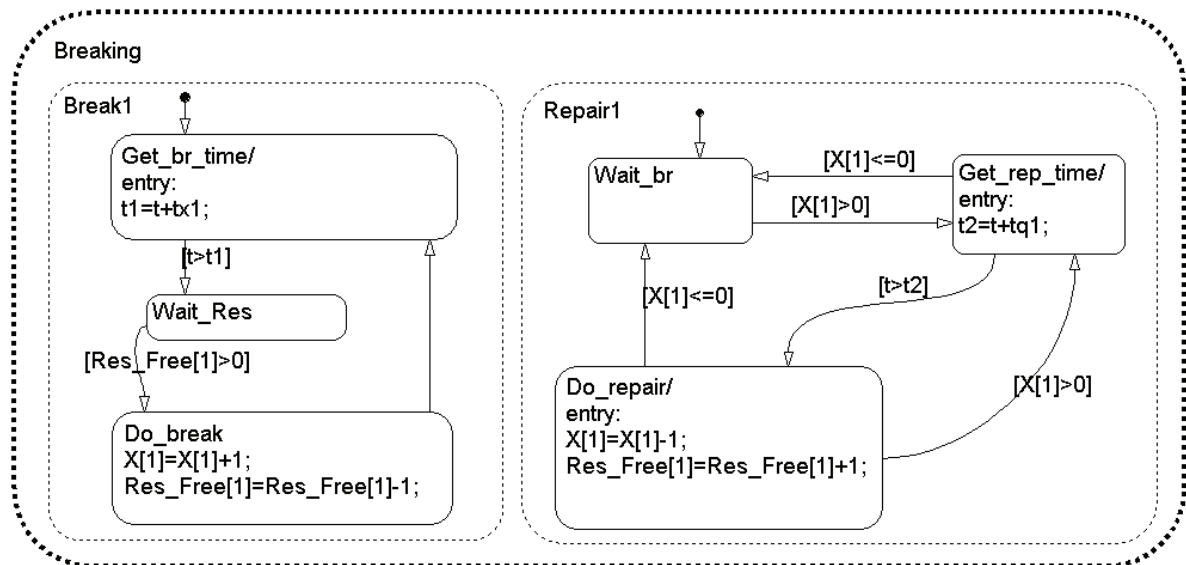 Breaking
Break1
Get_br_time/
entry:
t1=t+tx1;
[t>t1]
Wait_Res
[Res_Free[1]>0]
Do_break
X[1]=X[1]+1;
Res_Free[1]=Res_Free[1]-1;
Repair1
Wait_br
[X[1]<=0]
[X[1]>0]
Get_rep_time/
entry:
t2=t+tq1;
[X[1]<=0]
[t>t2]
Do_repair/
entry:
X[1]=X[1]-1;
Res_Free[1]=Res_Free[1]+1;
[X[1]>0]